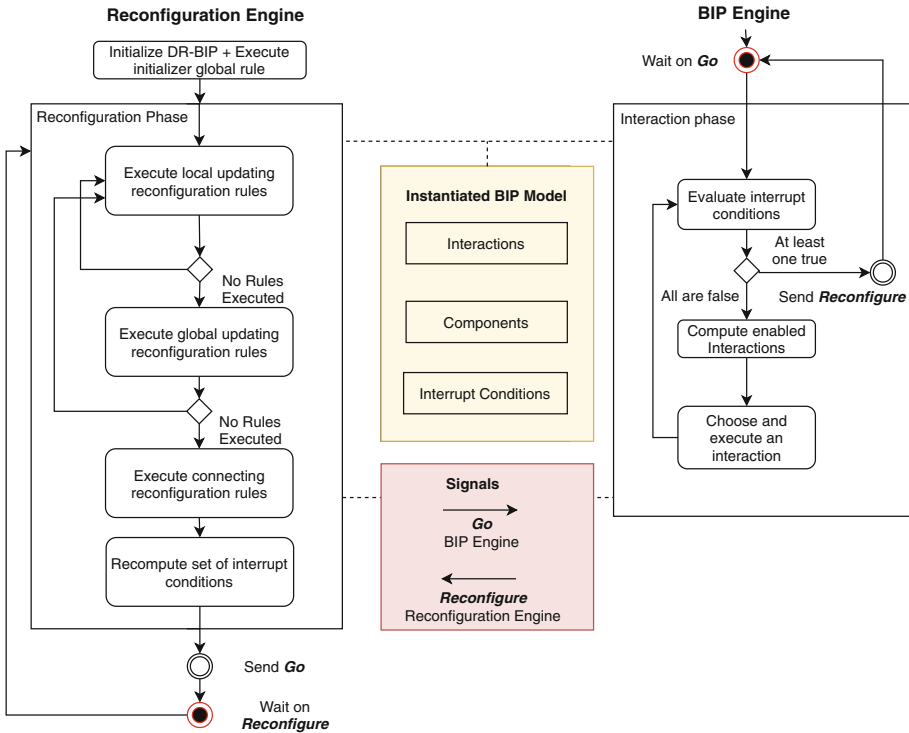 Reconfiguration Engine
Initialize DR-BIP + Execute
initializer global rule
Reconfiguration Phase
Execute local updating
reconfiguration rules
No Rules
Executed
Execute global updating
reconfiguration rules
No Rules
Executed
Execute connecting
reconfiguration rules
Recompute set of interrupt
conditions
Send Go
Wait on
Reconfigure
Instantiated BIP Model
Interactions
Components
Interrupt Conditions
Signals
Go
BIP Engine
Reconfigure
Reconfiguration Engine
BIP Engine
Wait on Go
Interaction phase
Evaluate interrupt
conditions
At least
one true
All are false
Send Reconfigure
Compute enabled
Interactions
Choose and
execute an
interaction